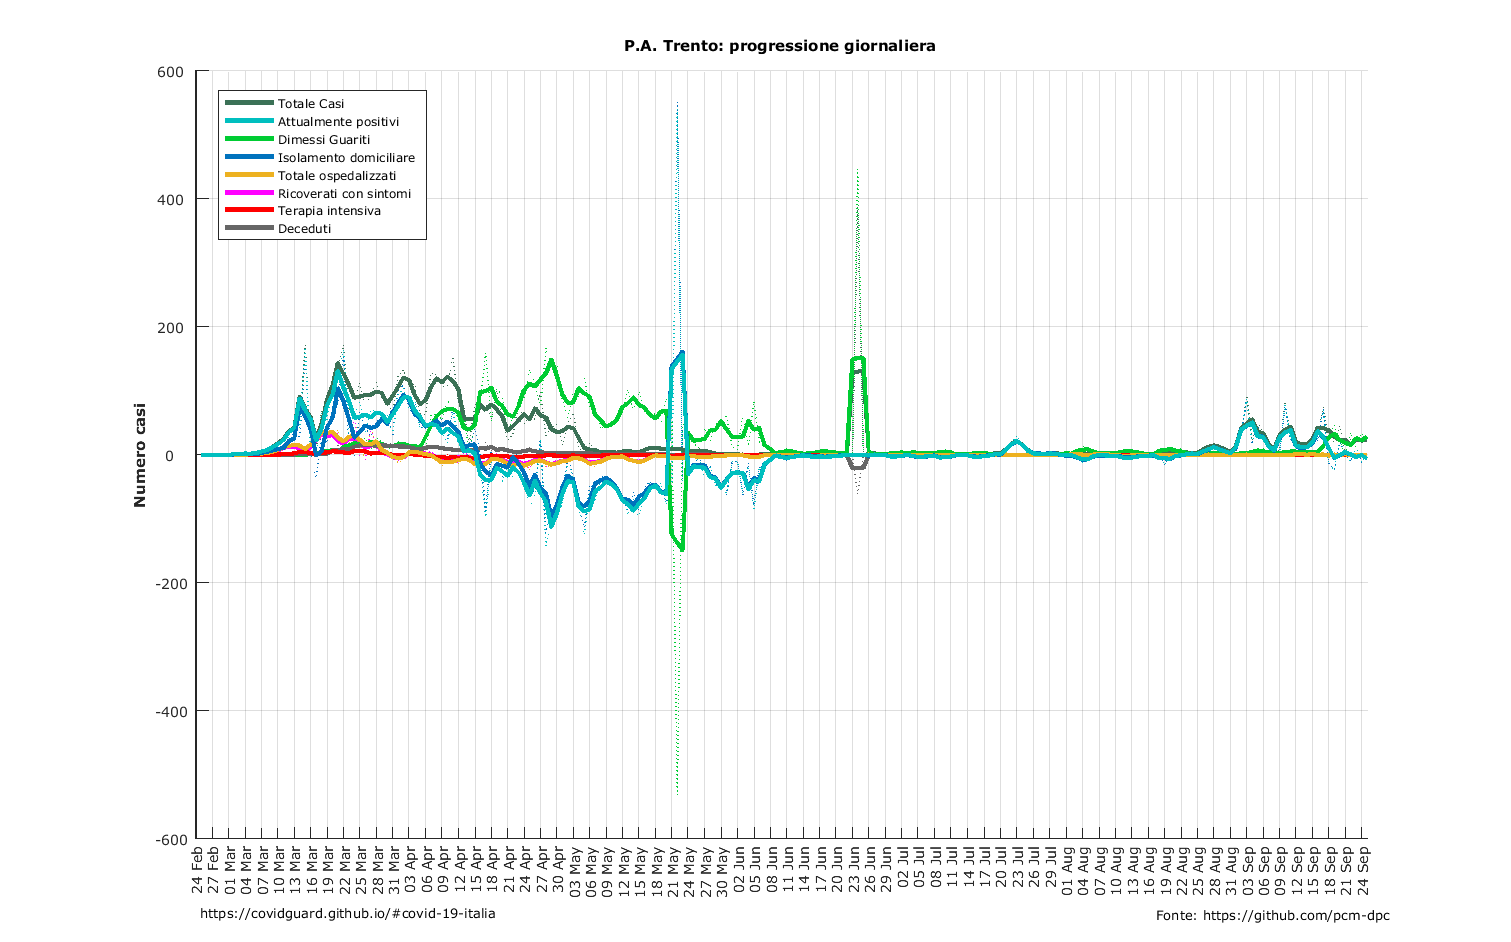 P.A. Trento: progressione giornaliera
600
400
200
0
-200
-400
-600
Numero casi
Totale Casi
Attualmente positivi
Dimessi Guariti
Isolamento domiciliare
Totale ospedalizzati
Ricoverati con sintomi
Terapia intensiva
Deceduti
24 Feb
27 Feb
01 Mar
04 Mar
07 Mar
10 Mar
13 Mar
16 Mar
19 Mar
22 Mar
25 Mar
28 Mar
31 Mar
03 Apr
06 Apr
09 Apr
12 Apr
15 Apr
18 Apr
21 Apr
24 Apr
27 Apr
30 Apr
03 May
06 May
09 May
12 May
15 May
18 May
21 May
24 May
27 May
30 May
02 Jun
05 Jun
08 Jun
11 Jun
14 Jun
17 Jun
20 Jun
23 Jun
26 Jun
29 Jun
02 Jul
05 Jul
08 Jul
11 Jul
14 Jul
17 Jul
20 Jul
23 Jul
26 Jul
29 Jul
01 Aug
04 Aug
07 Aug
10 Aug
13 Aug
16 Aug
19 Aug
22 Aug
25 Aug
28 Aug
31 Aug
03 Sep
06 Sep
09 Sep
12 Sep
15 Sep
18 Sep
21 Sep
24 Sep
https://covidguard.github.io/#covid-19-italia
Fonte: https://github.com/pcm-dpc